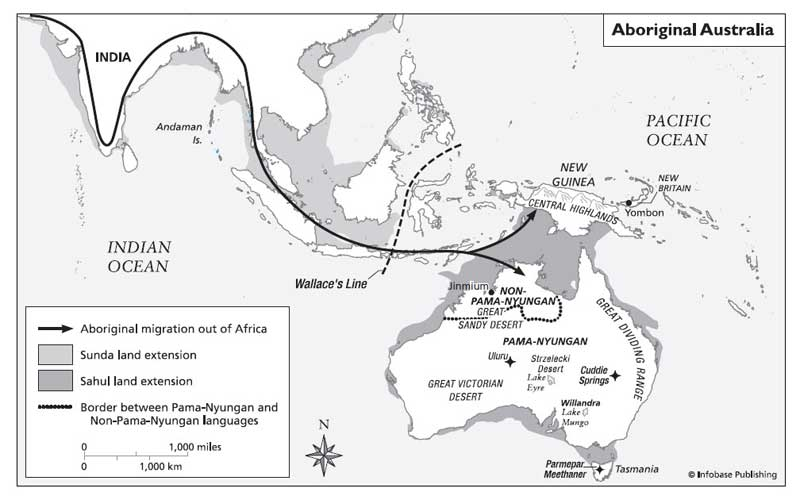 Aboriginal Australia
INDIA
Andaman
Is.
PACIFIC
OCEAN
NEW
GUINEA
NEW
BRITAIN
CENTRAL HIGHLANDS
Yombon
INDIAN
OCEAN
Wallace's Line
Jinmium
NON-
PAMA-NYUNGAN
GREAT
SANDY DESERT
GREAT DIVIDING RANGE
PAMA-NYUNGAN
Uluru
Strzelecki
Desert
Lake
Eyre
Cuddie
Springs
GREAT VICTORIAN
DESERT
Willandra
Lake
Mungo
Parmepar
Meethaner
Tasmania
Aboriginal migration out of Africa
Sunda land extension
Sahul land extension
Border between Pama-Nyungan and
Non-Pama-Nyungan languages
0 1,000 miles
0 1,000 km
N
© Infobase Publishing